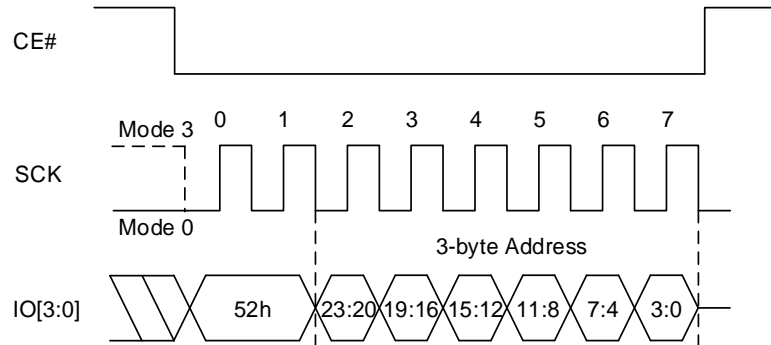 CE#
Mode 3 0 1 2 3 4 5 6 7
SCK
Mode 0
3-byte Address
IO[3:0] 52h 23:20 19:16 15:12 11:8 7:4 3:0